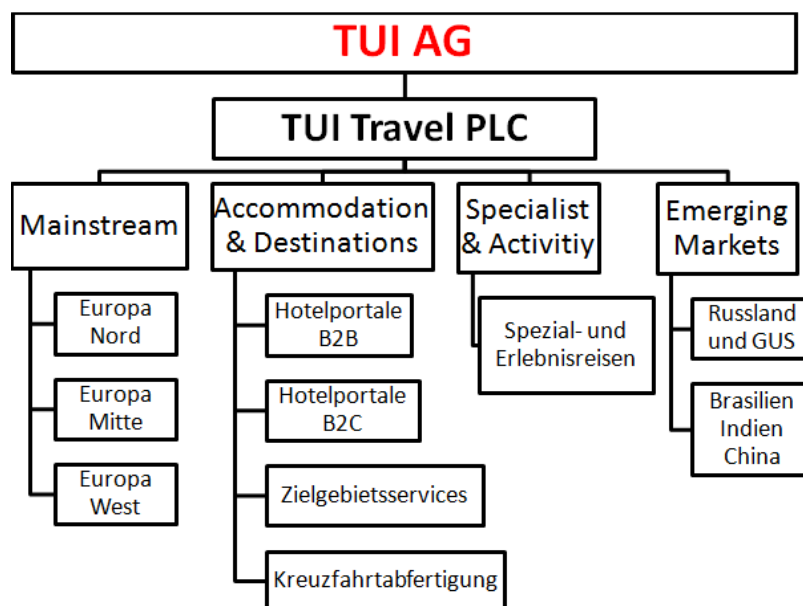 TUI AG
TUI Travel PLC
Mainstream
Europa
Nord
Europa
Mitte
Europa
West
Accommodation
& Destinations
Hotelportale
B2B
Hotelportale
B2C
Zielgebietsservices
Kreuzfahrtabfertigung
Specialist
& Activitiy
Spezial- und
Erlebnisreisen
Emerging
Markets
Russland
und GUS
Brasilien
Indien
China